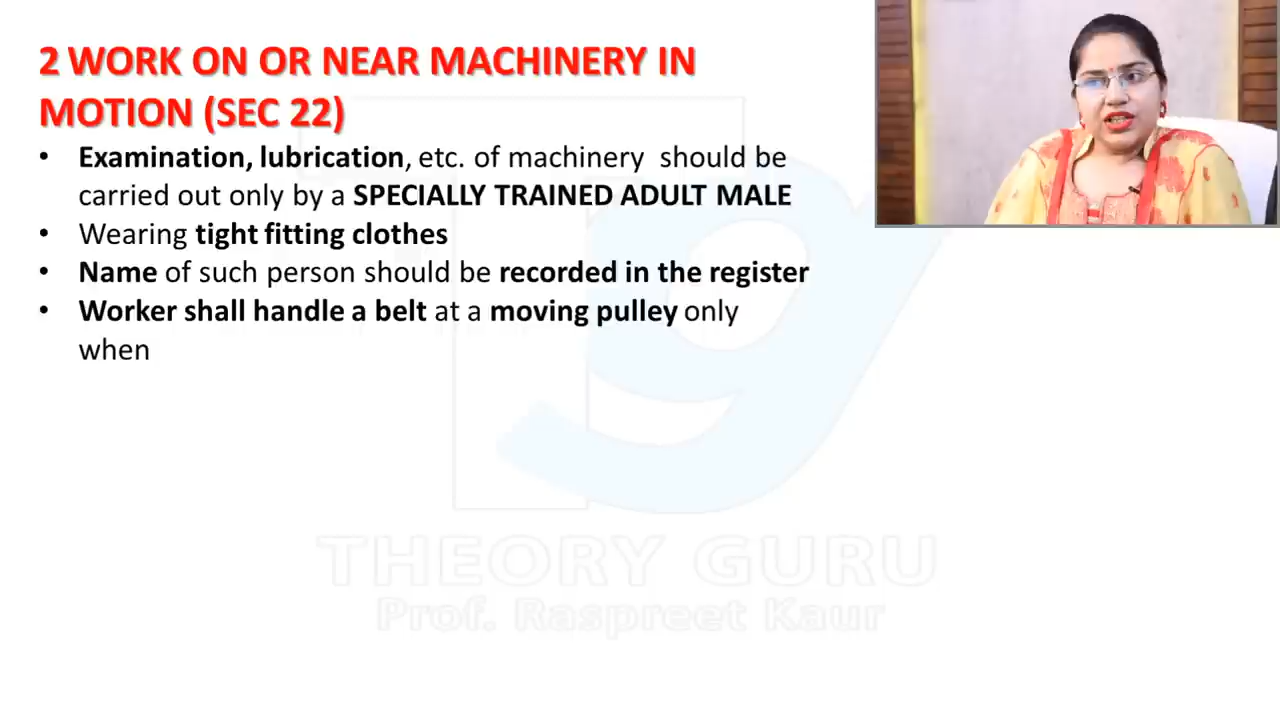 2 WORK ON OR NEAR MACHINERY IN
MOTION (SEC 22)
• Examination, lubrication, etc. of machinery should be
carried out only by a SPECIALLY TRAINED ADULT MALE
• Wearing tight fitting clothes
• Name of such person should be recorded in the register
• Worker shall handle a belt at a moving pulley only
when
THEORY GURU
Prof. Raspreet Kaur